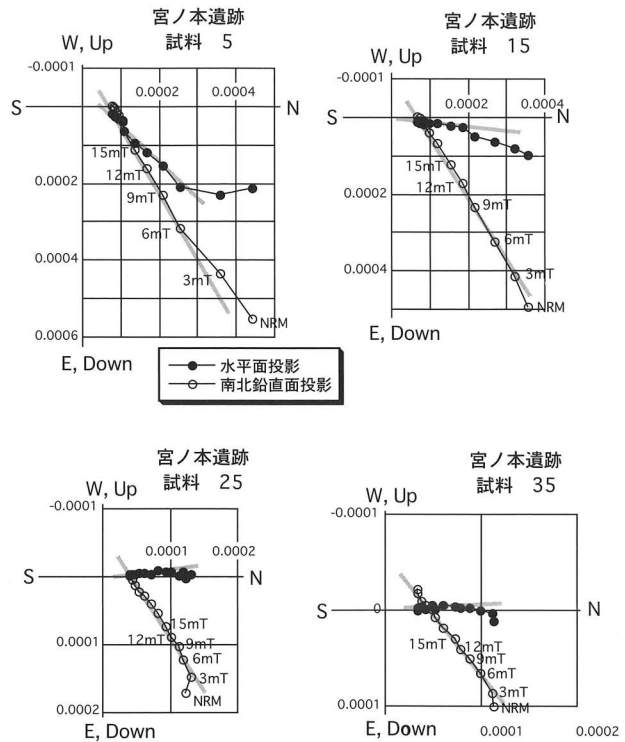 宮ノ本遺跡
試料 5
W, Up
-0.0001
0.0002
0.0004
S
N
15mT
12mT
0.0002
9mT
6mT
0.0004
3mT
NRM
0.0006
E, Down
宮ノ本遺跡
試料 15
W, Up
-0.0001
0.0002
0.0004
S
N
15mT
12mT
0.0002
9mT
6mT
0.0004
3mT
NRM
E, Down
水平面投影
南北鉛直面投影
宮ノ本遺跡
試料 25
W, Up
-0.0001
0.0001
0.0002
S
N
15mT
12mT
9mT
0.0001
6mT
3mT
NRM
0.0002
E, Down
宮ノ本遺跡
試料 35
W, Up
-0.0001
S
0
N
15mT
12mT
9mT
6mT
3mT
0.0001
NRM
E, Down
0.0001
0.0002